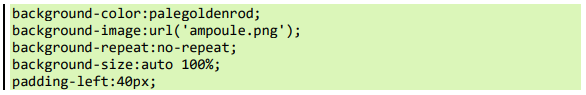 background-color:palegoldenrod;
background-image:url('ampoule.png');
background-repeat:no-repeat;
background-size:auto 100%;
padding-left:40px;